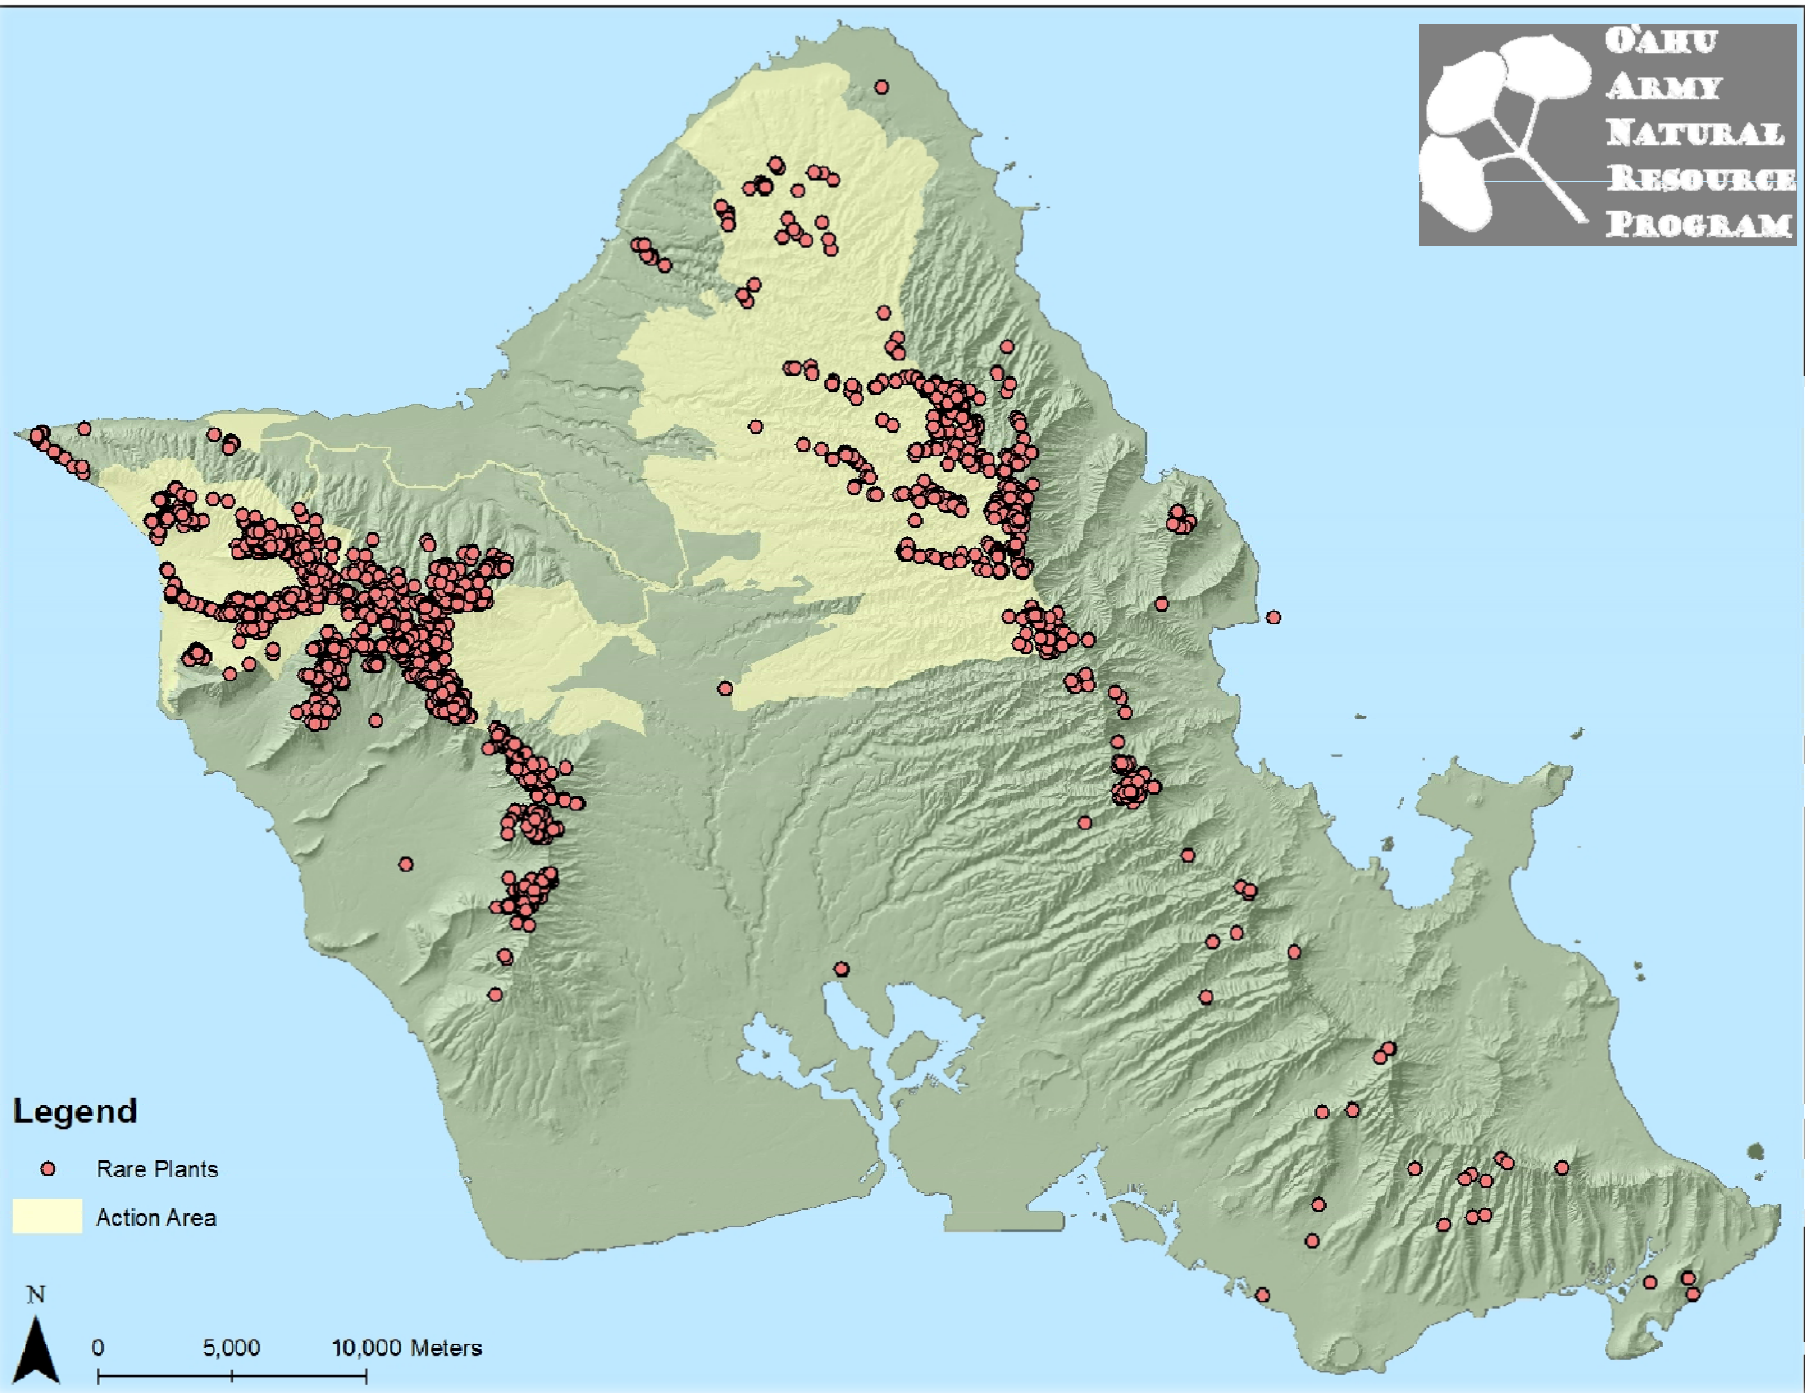 O'AHU
ARMY
NATURAL
RESOURCE
PROGRAM
Legend
Rare Plants
Action Area
N
0 5,000 10,000 Meters